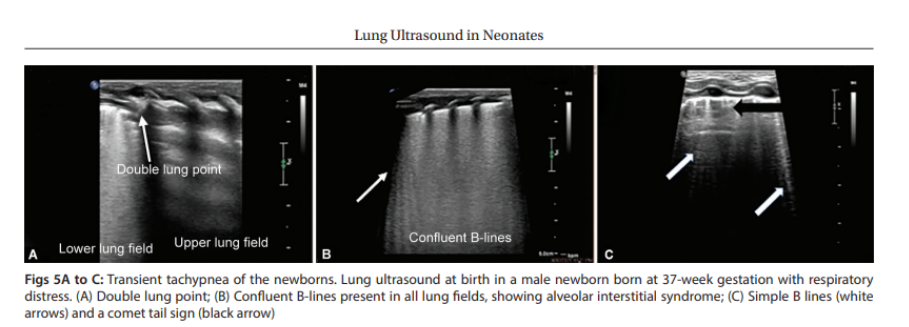 Lung Ultrasound in Neonates
Double lung point
Lower lung field
Upper lung field
A
Confluent B-lines
B
C
Figs 5A to C: Transient tachypnea of the newborns. Lung ultrasound at birth in a male newborn born at 37-week gestation with respiratory
distress. (A) Double lung point; (B) Confluent B-lines present in all lung fields, showing alveolar interstitial syndrome; (C) Simple B lines (white
arrows) and a comet tail sign (black arrow)